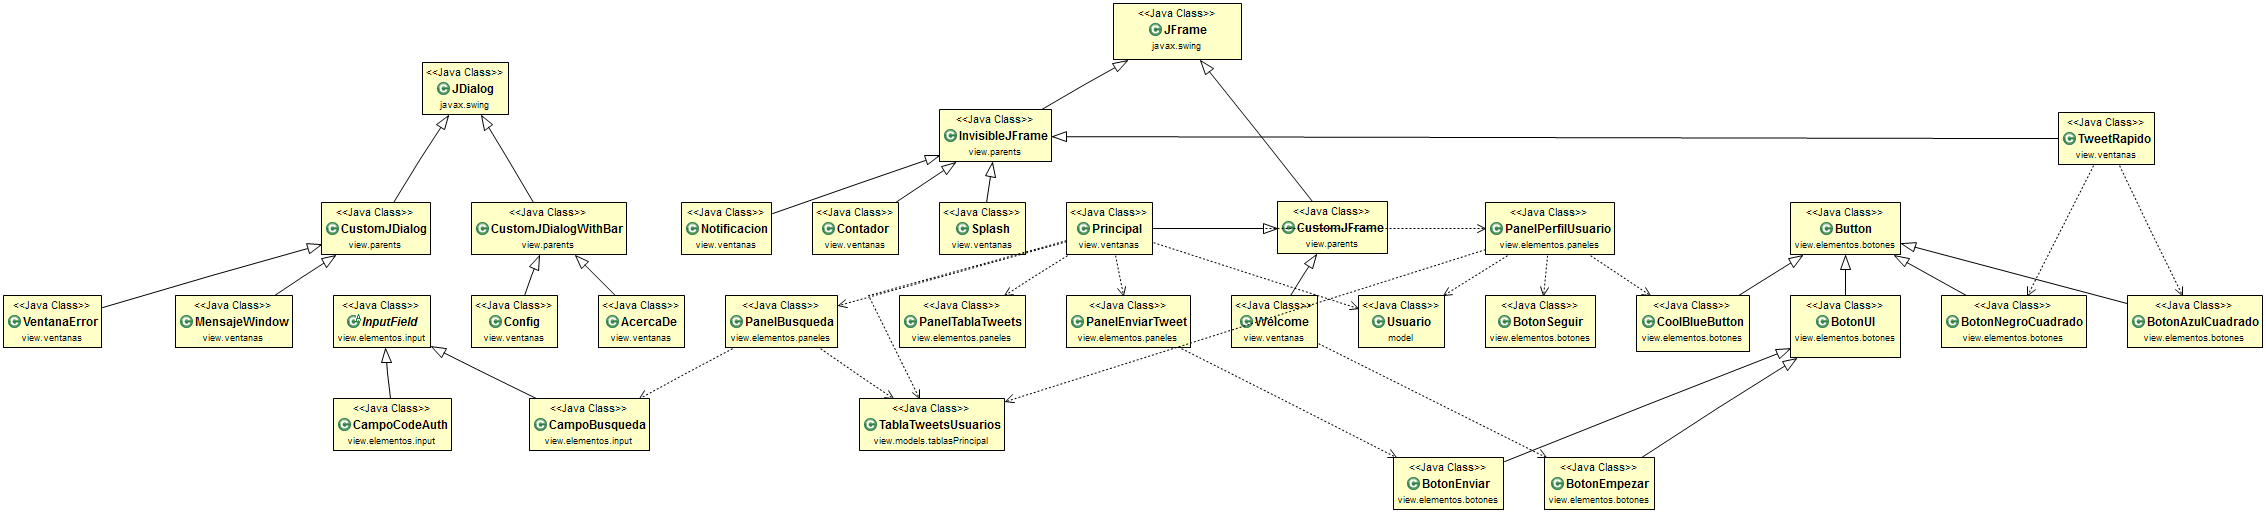 <<Java Class>>
JFrame
javax.swing
<<Java Class>>
JDialog
javax.swing
<<Java Class>>
InvisibleJFrame
view.parents
<<Java Class>>
TweetRapido
view.ventanas
<<Java Class>>
CustomJDialog
view.parents
<<Java Class>>
CustomJDialogWithBar
view.parents
<<Java Class>>
Notificacion
view.ventanas
<<Java Class>>
Contador
view.ventanas
<<Java Class>>
Splash
view.ventanas
<<Java Class>>
Principal
view.ventanas
<<Java Class>>
CustomJFrame
view.parents
<<Java Class>>
PanelPerfilUsuario
view.elementos.paneles
<<Java Class>>
Button
view.elementos.botones
<<Java Class>>
VentanaError
view.ventanas
<<Java Class>>
MensajeWindow
view.ventanas
<<Java Class>>
InputField
view.elementos.input
<<Java Class>>
Config
view.ventanas
<<Java Class>>
AcercaDe
view.ventanas
<<Java Class>>
PanelBusqueda
view.elementos.paneles
<<Java Class>>
PanelTablaTweets
view.elementos.paneles
<<Java Class>>
PanelEnviarTweet
view.elementos.paneles
<<Java Class>>
Welcome
view.ventanas
<<Java Class>>
Usuario
model
<<Java Class>>
BotonSeguir
view.elementos.botones
<<Java Class>>
CoolBlueButton
view.elementos.botones
<<Java Class>>
BotonUI
view.elementos.botones
<<Java Class>>
BotonNegroCuadrado
view.elementos.botones
<<Java Class>>
BotonAzulCuadrado
view.elementos.botones
<<Java Class>>
CampoCodeAuth
view.elementos.input
<<Java Class>>
CampoBusqueda
view.elementos.input
<<Java Class>>
TablaTweetsUsuarios
view.models.tablasPrincipal
<<Java Class>>
BotonEnviar
view.elementos.botones
<<Java Class>>
BotonEmpezar
view.elementos.botones